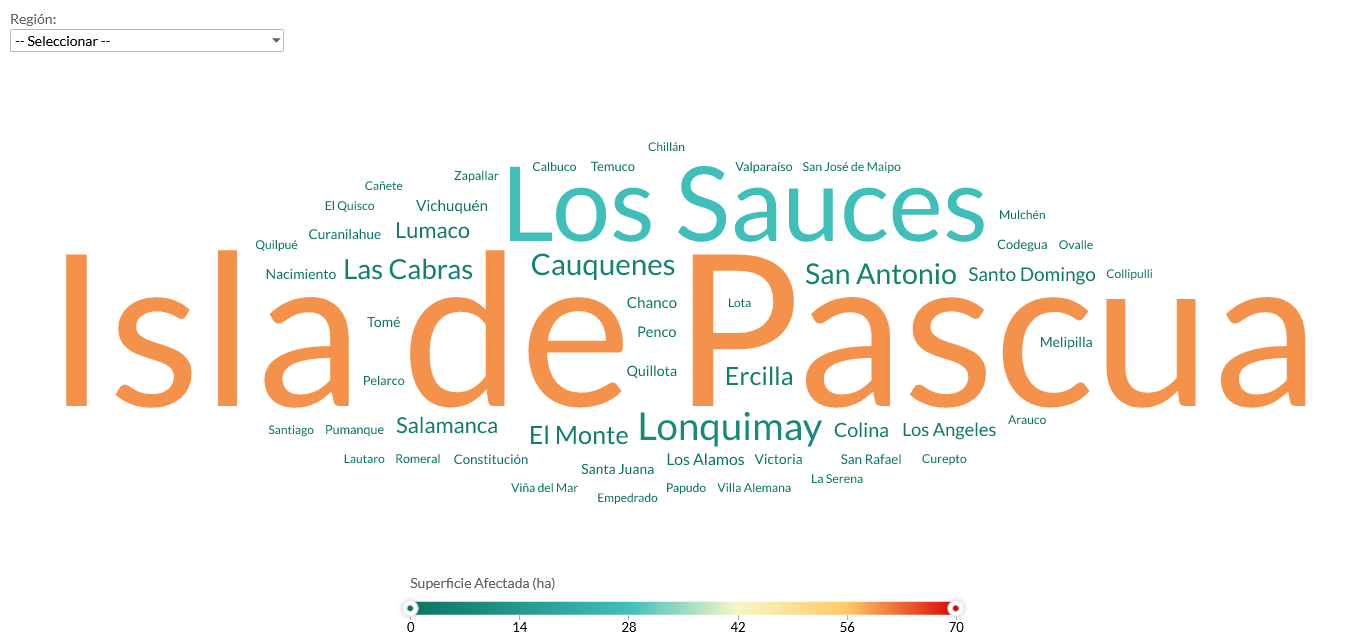 Región:
-- Seleccionar --
Chillán
Calbuco Temuco Valparaíso San José de Maipo
Zapallar
Cañete
Los Sauces
El Quisco Vichuquén
Mulchén
Curanilahue Lumaco
Quilpué Codegua Ovalle
Nacimiento Las Cabras Cauquenes San Antonio Santo Domingo Collipulli
Chanco Lota
Tomé Penco
Isla de Pascua
Melipilla
Pelarco Quillota Ercilla
Arauco
Santiago Pumanque Salamanca El Monte Lonquimay Colina Los Angeles
Lautaro Romeral Constitución Los Alamos Victoria San Rafael Curepto
Santa Juana
La Serena
Viña del Mar Papudo Villa Alemana
Empedrado
Superficie Afectada (ha)
0 14 28 42 56 70